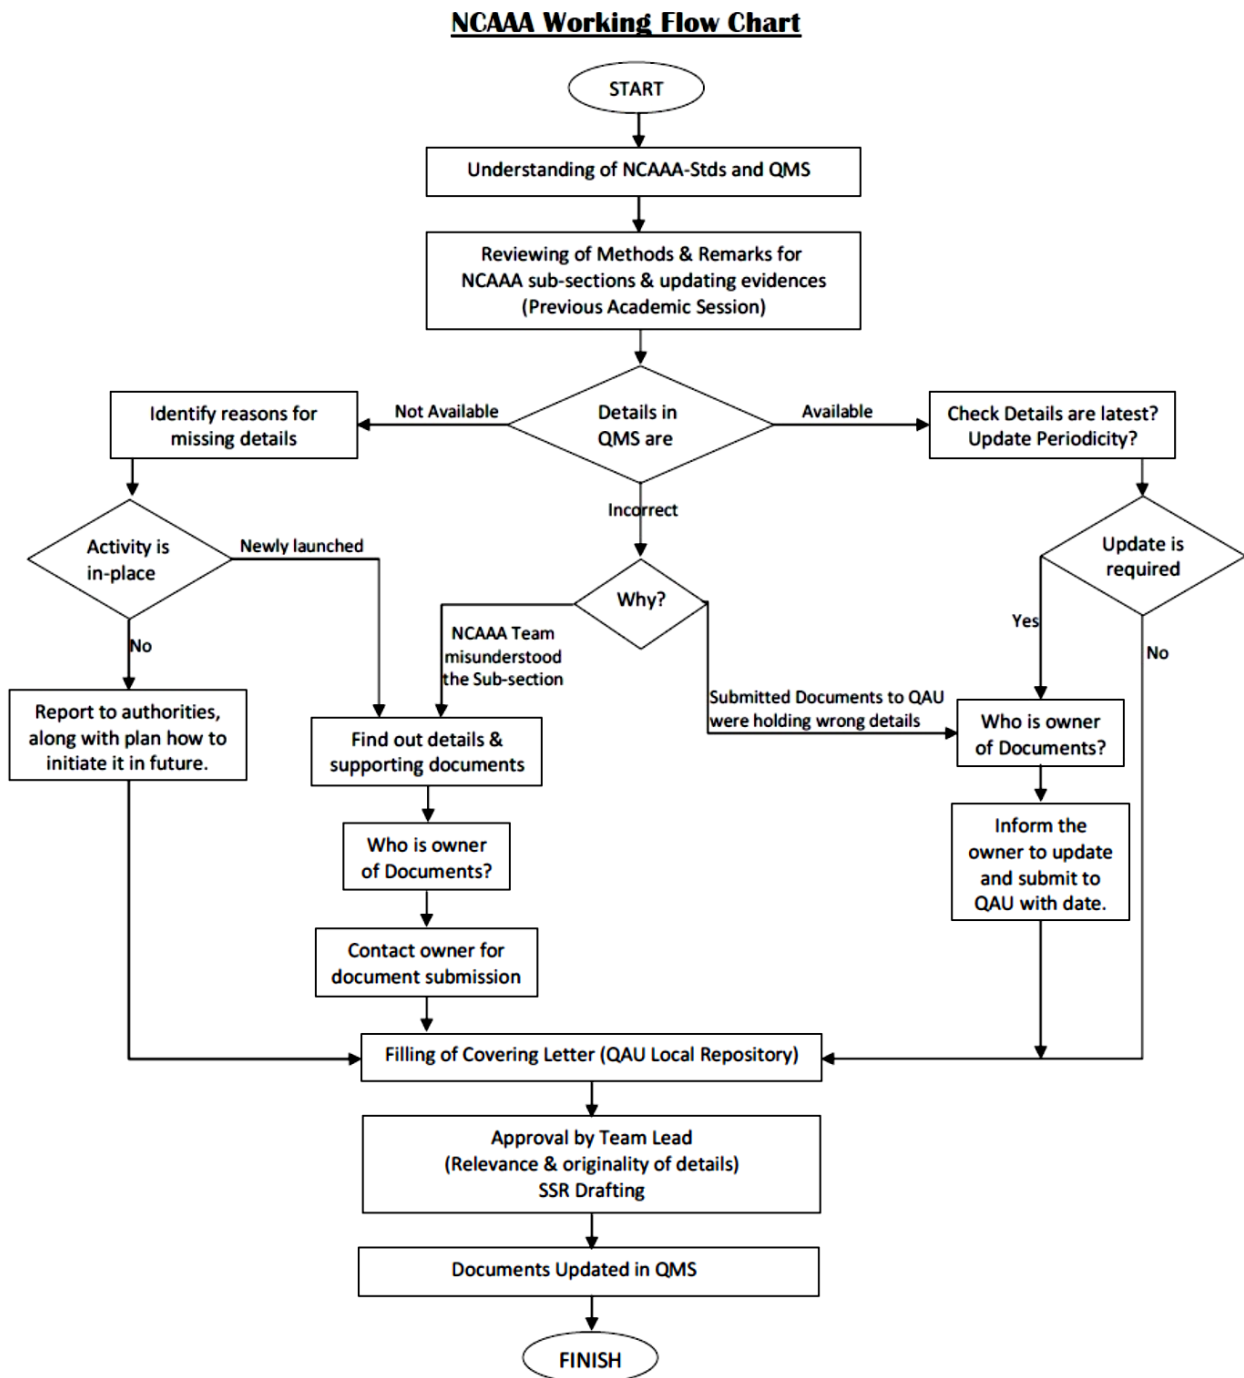 NCAAA Working Flow Chart
START
Understanding of NCAAA-Stds and QMS
Reviewing of Methods & Remarks for
NCAAA sub-sections & updating evidences
(Previous Academic Session)
Identify reasons for
missing details
Not Available
Details in
QMS are
Available
Check Details are latest?
Update Periodicity?
Incorrect
Activity is
in-place
Newly launched
Update is
required
Why?
Yes
No
NCAAA Team
misunderstood
the Sub-section
No
Submitted Documents to QAU
were holding wrong details
Report to authorities,
along with plan how to
initiate it in future.
Find out details &
supporting documents
Who is owner
of Documents?
Who is owner
of Documents?
Inform the
owner to update
and submit to
QAU with date.
Contact owner for
document submission
Filling of Covering Letter (QAU Local Repository)
Approval by Team Lead
(Relevance & originality of details)
SSR Drafting
Documents Updated in QMS
FINISH